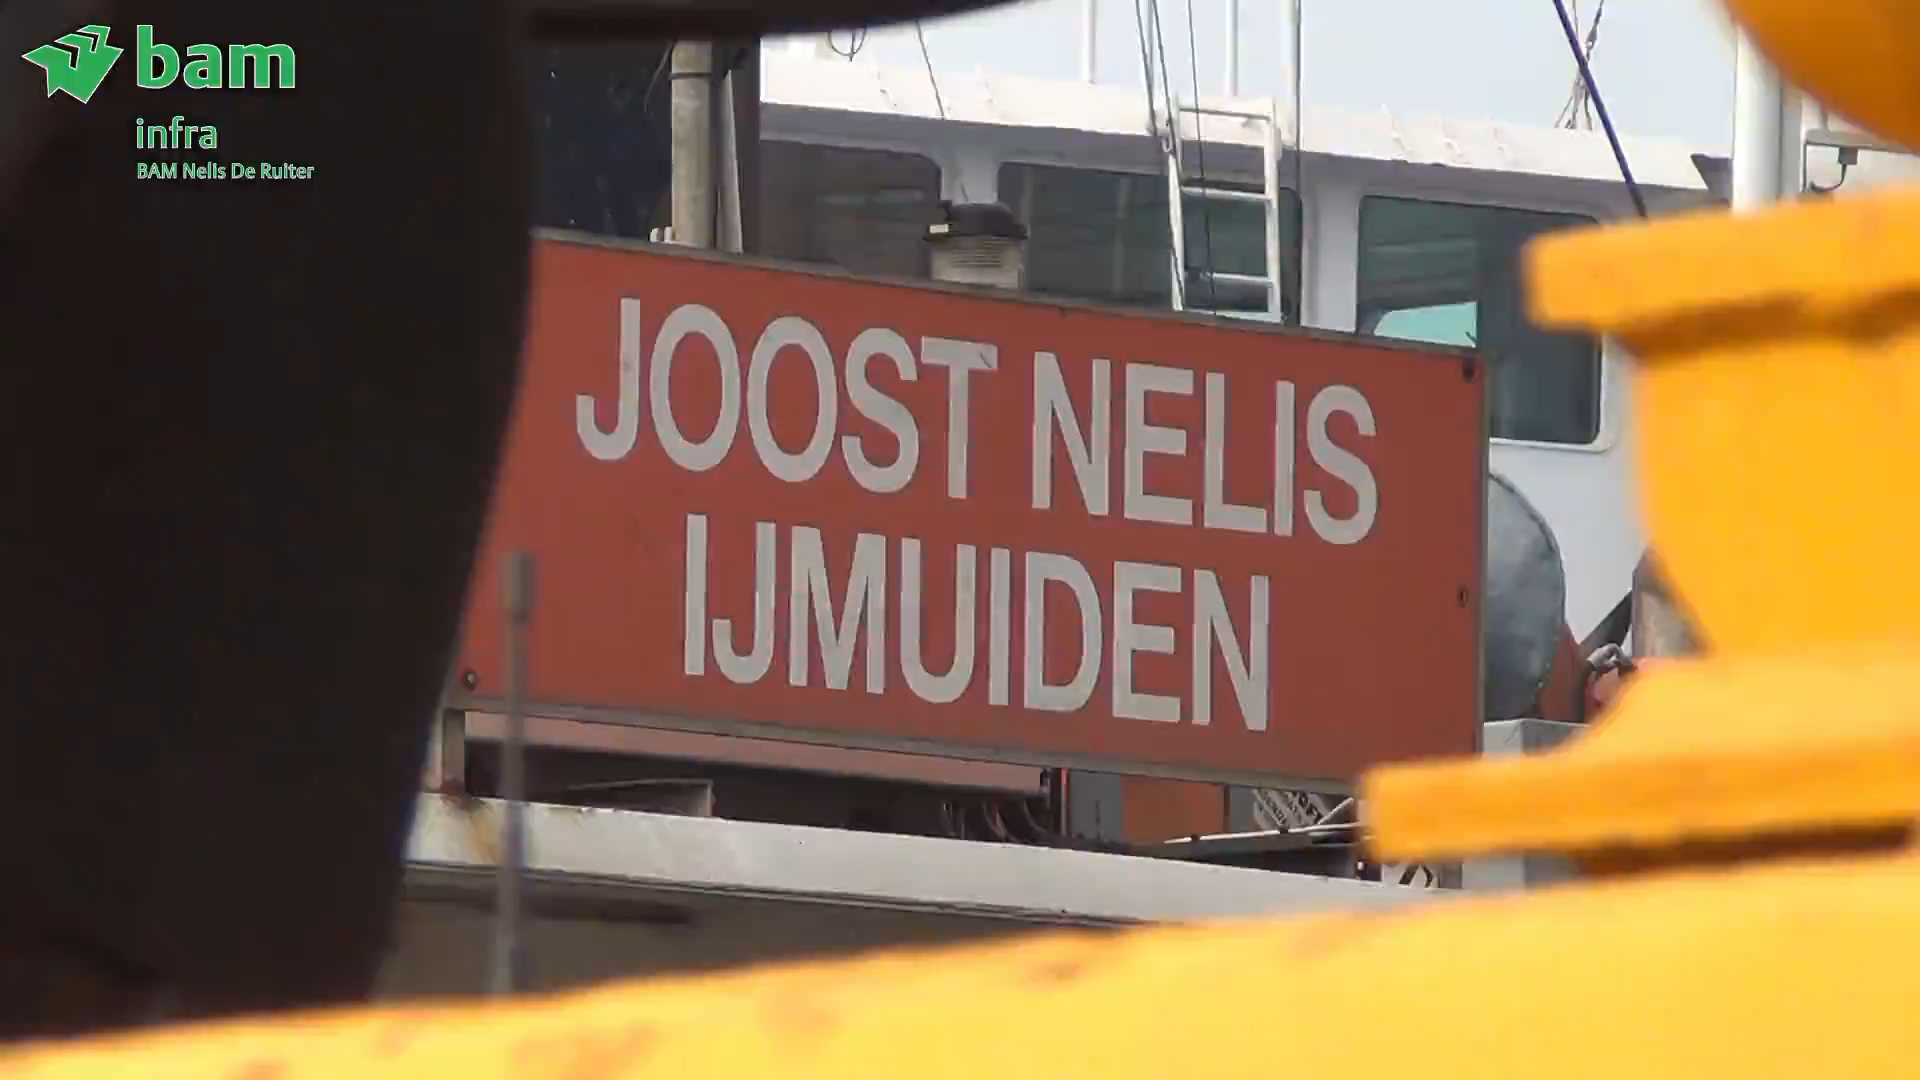 bam
infra
BAM Nelis De Ruiter
JOOST NELIS
IJMUIDEN